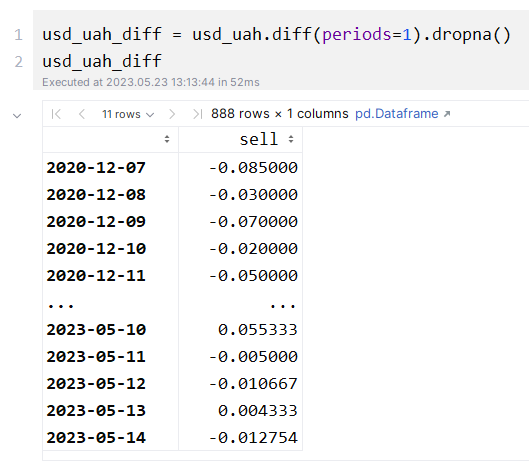 1 usd_uah_diff = usd_uah.diff(periods=1).dropna()
2 usd_uah_diff
Executed at 2023.05.23 13:13:44 in 52ms
11 rows 888 rows × 1 columns pd.Dataframe
sell
2020-12-07 -0.085000
2020-12-08 -0.030000
2020-12-09 -0.070000
2020-12-10 -0.020000
2020-12-11 -0.050000
... ...
2023-05-10 0.055333
2023-05-11 -0.005000
2023-05-12 -0.010667
2023-05-13 0.004333
2023-05-14 -0.012754